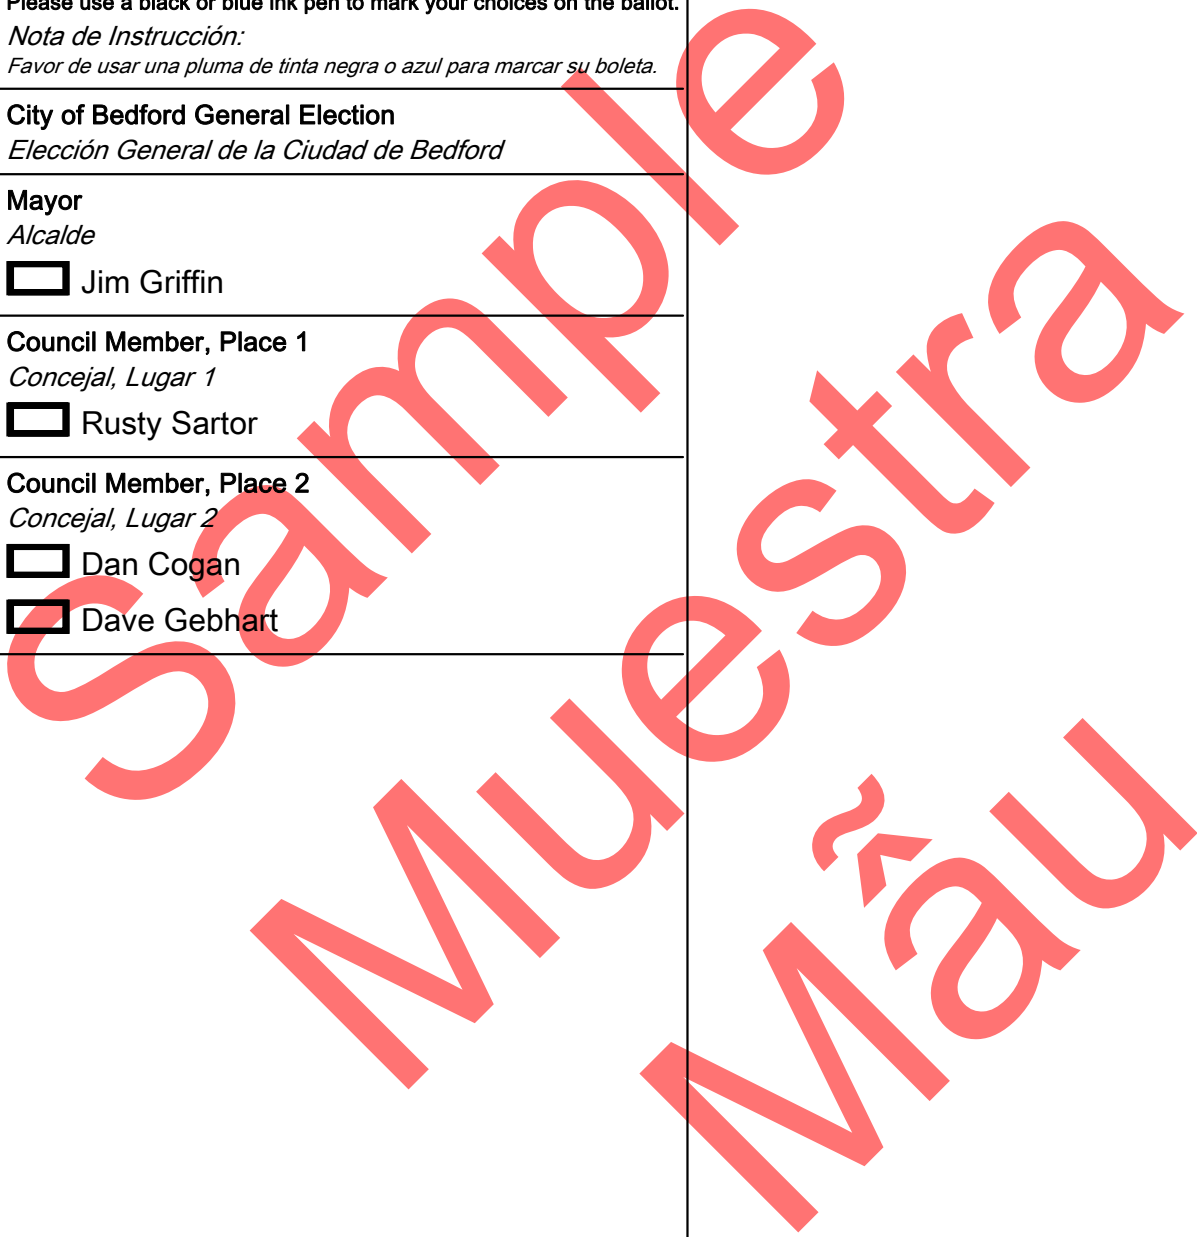 Please use a black or blue ink pen to mark your choices on the ballot.
Nota de Instrucción:
Favor de usar una pluma de tinta negra o azul para marcar su boleta.
City of Bedford General Election
Elección General de la Ciudad de Bedford
Mayor
Alcalde
Jim Griffin
Council Member, Place 1
Concejal, Lugar 1
Rusty Sartor
Council Member, Place 2
Concejal, Lugar 2
Dan Cogan
Dave Gebhart
Sample
Muestra
Mẫu